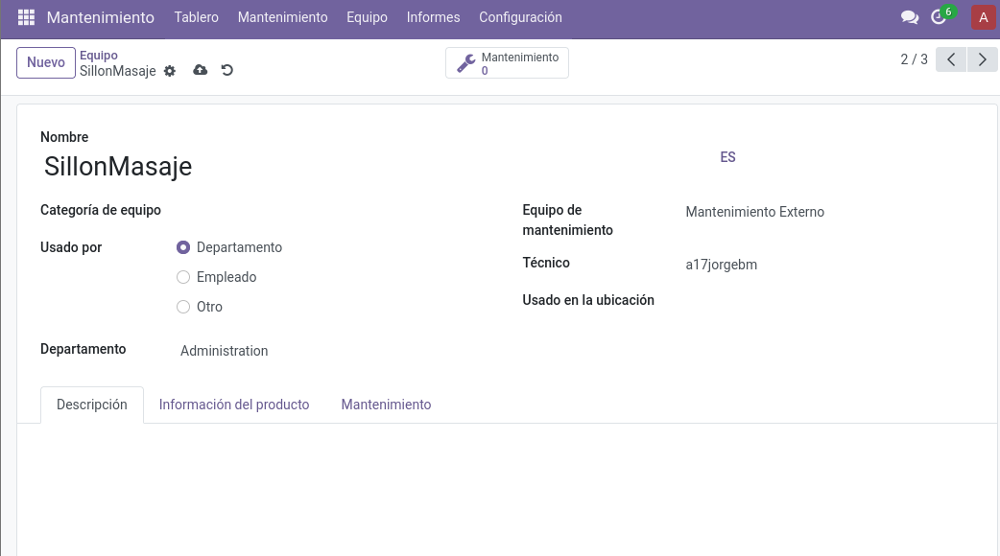 Mantenimiento Tablero Mantenimiento Equipo Informes Configuración 6 A
Nuevo
Equipo
SillonMasaje
Mantenimiento
0
2 / 3
Nombre
SillonMasaje
ES
Categoría de equipo
Usado por
Departamento
Empleado
Otro
Departamento Administration
Equipo de
mantenimiento
Mantenimiento Externo
Técnico a17jorgebm
Usado en la ubicación
Descripción Información del producto Mantenimiento